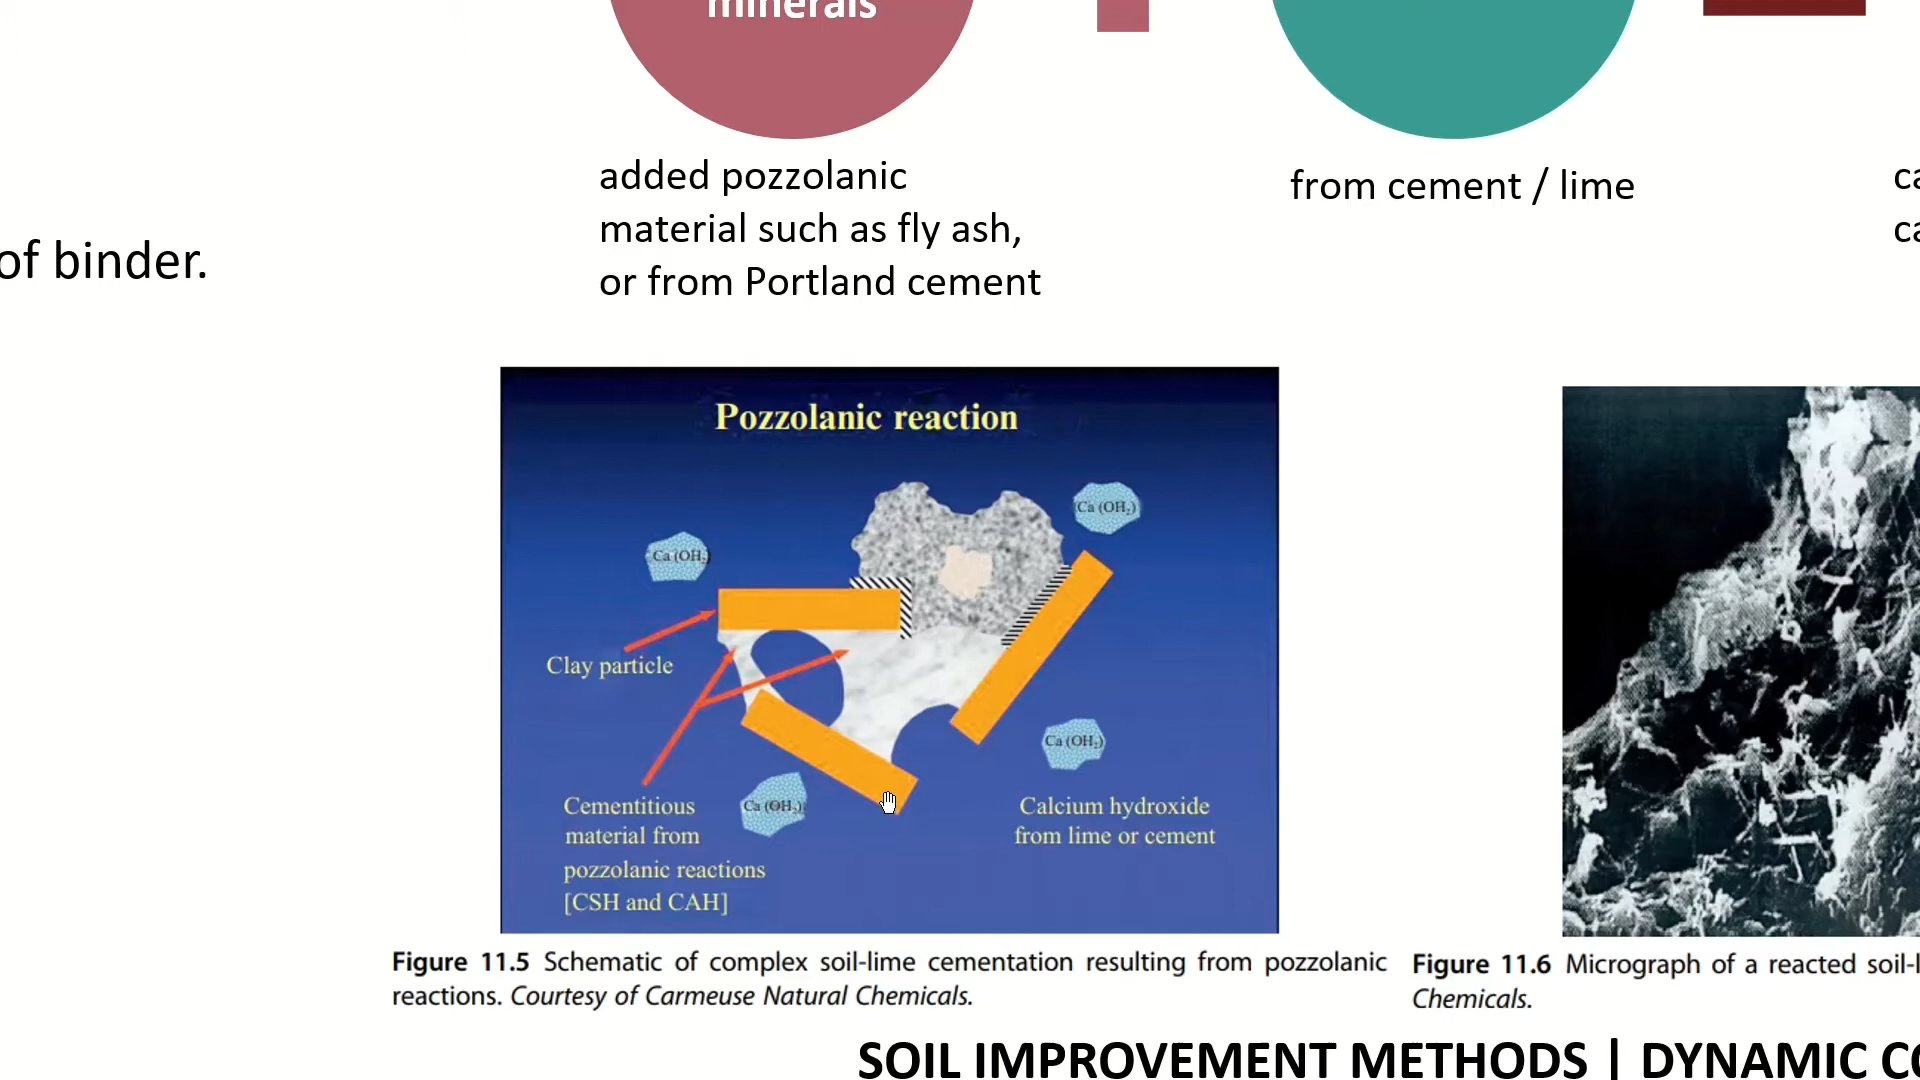 minerals
added pozzolanic
material such as fly ash,
or from Portland cement
from cement / lime
of binder.
Pozzolanic reaction
Ca (OH₂)
Ca (OH₂)
Clay particle
Ca (OH₂)
Ca (OH₂)
Cementitious
material from
pozzolanic reactions
[CSH and CAH]
Calcium hydroxide
from lime or cement
Figure 11.5 Schematic of complex soil-lime cementation resulting from pozzolanic
reactions. Courtesy of Carmeuse Natural Chemicals.
Figure 11.6 Micrograph of a reacted soil-l
Chemicals.
SOIL IMPROVEMENT METHODS | DYNAMIC CO